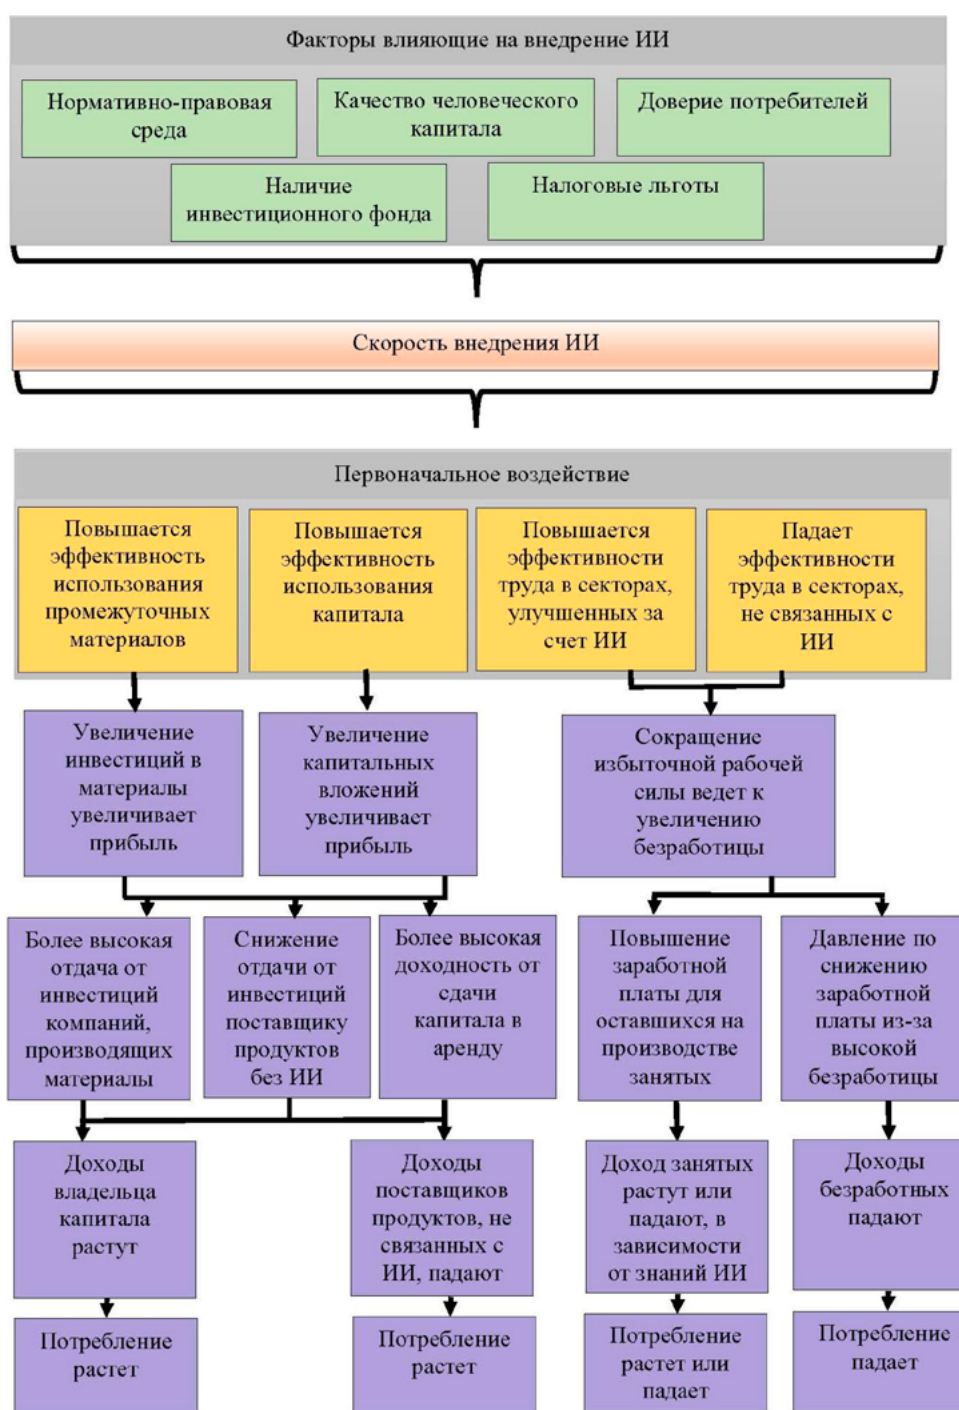 Факторы влияющие на внедрение ИИ
Нормативно-правовая
среда
Качество человеческого
капитала
Доверие потребителей
Наличие
инвестиционного фонда
Налоговые льготы
Скорость внедрения ИИ
Первоначальное воздействие
Повышается
эффективность
использования
промежуточных
материалов
Повышается
эффективность
использования
капитала
Повышается
эффективности
труда в секторах,
улучшенных за
счет ИИ
Падает
эффективности
труда в секторах,
не связанных с
ИИ
Увеличение
инвестиций в
материалы
увеличивает
прибыль
Увеличение
капитальных
вложений
увеличивает
прибыль
Сокращение
избыточной рабочей
силы ведет к
увеличению
безработицы
Более высокая
отдача от
инвестиций
компаний,
производящих
материалы
Снижение
отдачи от
инвестиций
поставщику
продуктов
без ИИ
Более высокая
доходность от
сдачи
капитала в
аренду
Повышение
заработной
платы для
оставшихся на
производстве
занятых
Давление по
снижению
заработной
платы из-за
высокой
безработицы
Доходы
владельца
капитала
растут
Доходы
поставщиков
продуктов, не
связанных с
ИИ, падают
Доход занятых
растут или
падают, в
зависимости
от знаний ИИ
Доходы
безработных
падают
Потребление
растет
Потребление
растет
Потребление
растет или
падает
Потребление
падает